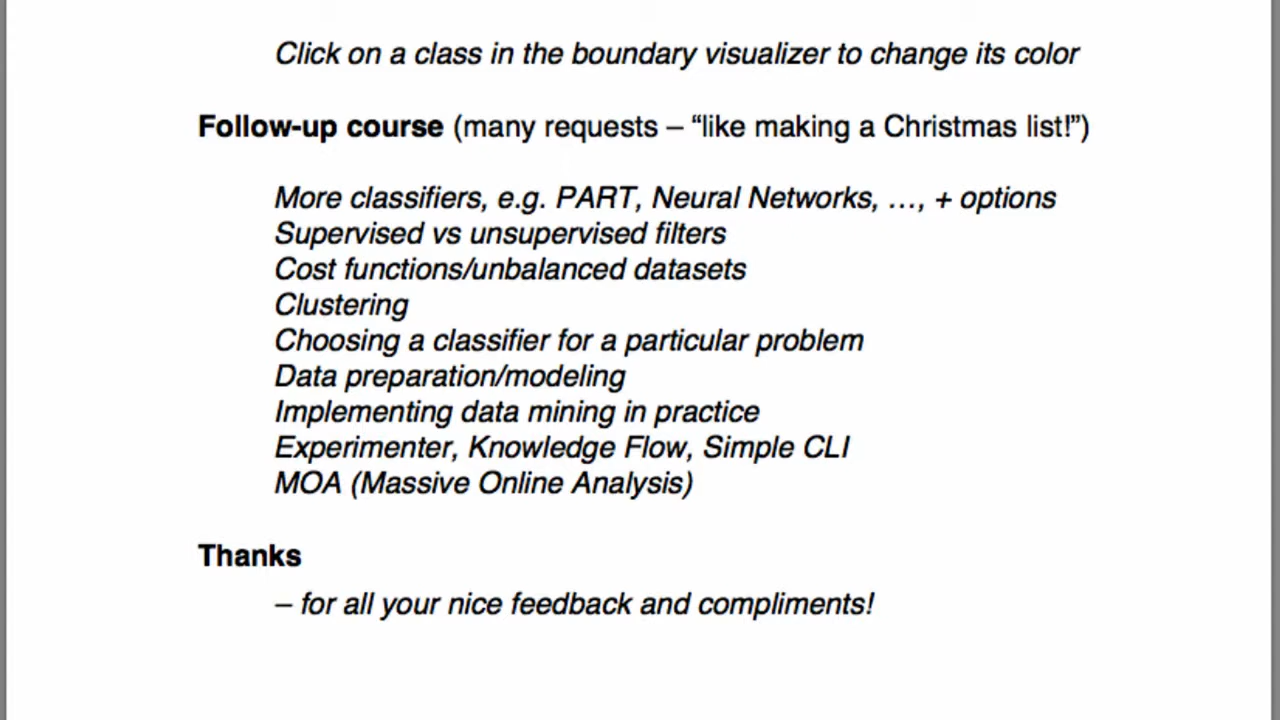 Click on a class in the boundary visualizer to change its color
Follow-up course (many requests – “like making a Christmas list!”)
More classifiers, e.g. PART, Neural Networks, …, + options
Supervised vs unsupervised filters
Cost functions/unbalanced datasets
Clustering
Choosing a classifier for a particular problem
Data preparation/modeling
Implementing data mining in practice
Experimenter, Knowledge Flow, Simple CLI
MOA (Massive Online Analysis)
Thanks
– for all your nice feedback and compliments!